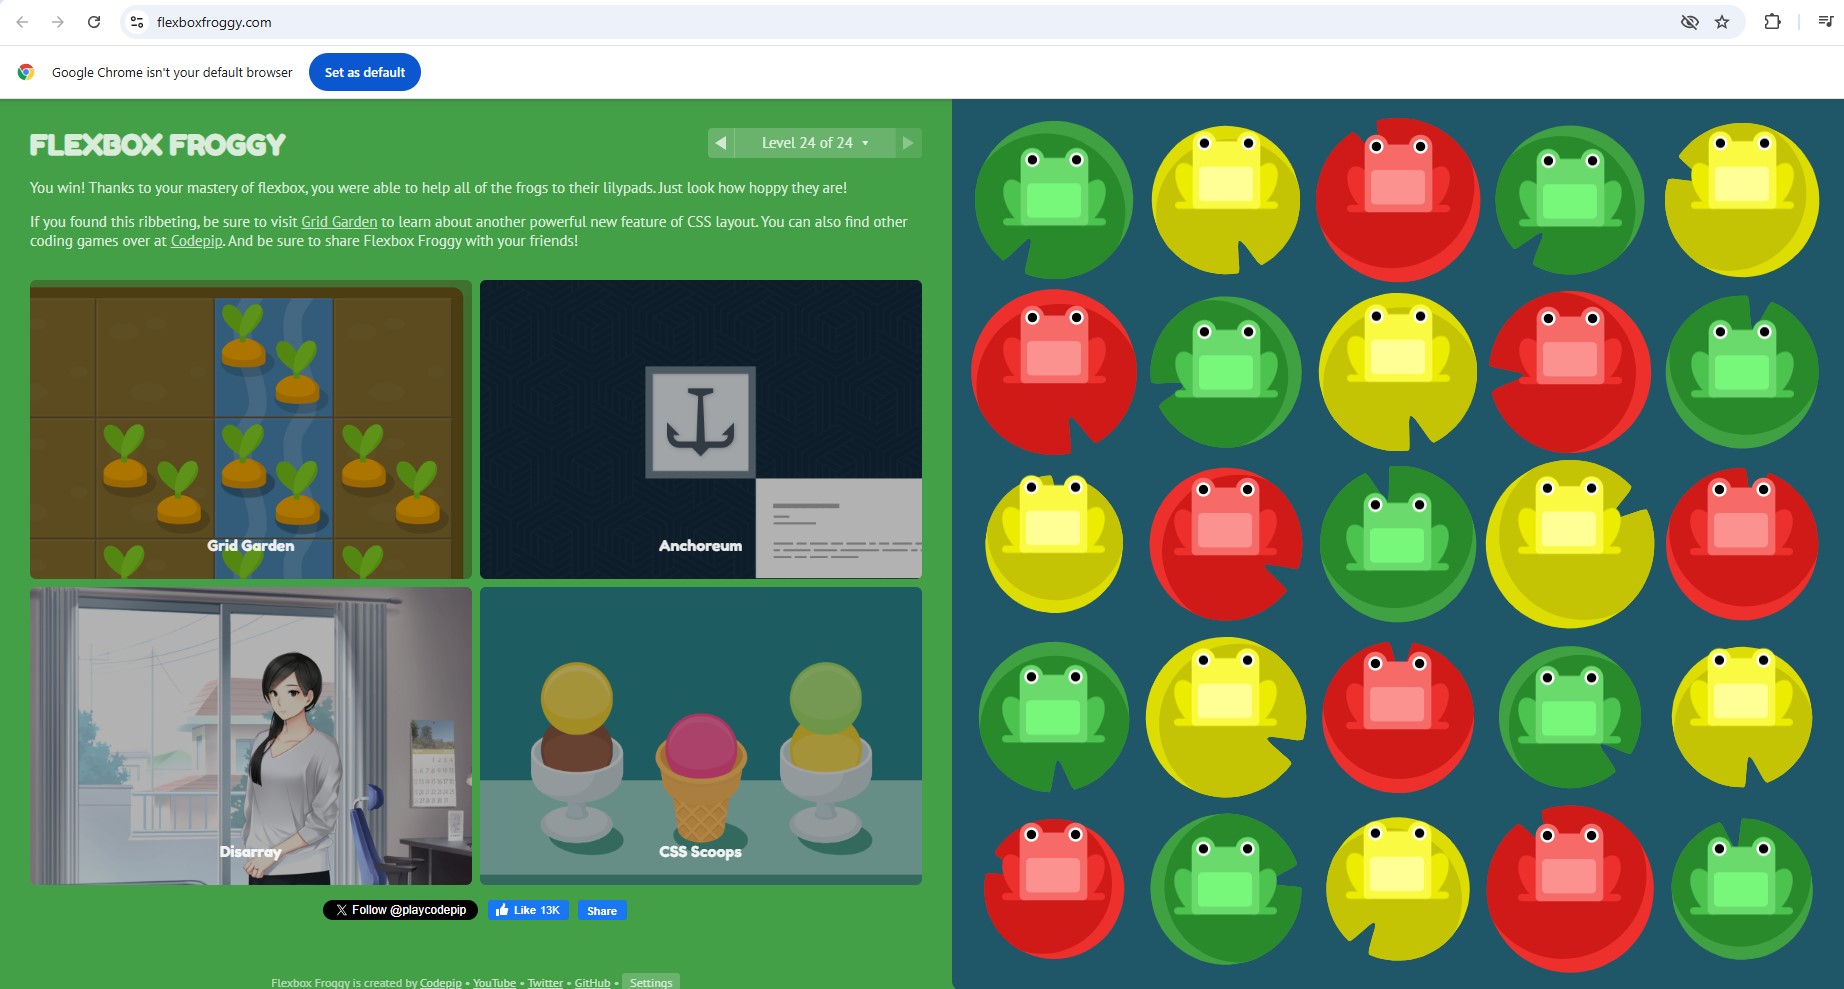 flexboxfroggy.com
Google Chrome isn't your default browser
Set as default
FLEXBOX FROGGY
Level 24 of 24
You win! Thanks to your mastery of flexbox, you were able to help all of the frogs to their lilypads. Just look how hoppy they are!
If you found this ribbeting, be sure to visit Grid Garden to learn about another powerful new feature of CSS layout. You can also find other
coding games over at Codepip. And be sure to share Flexbox Froggy with your friends!
Grid Garden
Anchoreum
Disarray
CSS Scoops
Follow @playcodepip
Like 13K
Share
Flexbox Froggy is created by Codepip • YouTube • Twitter • GitHub • Settings